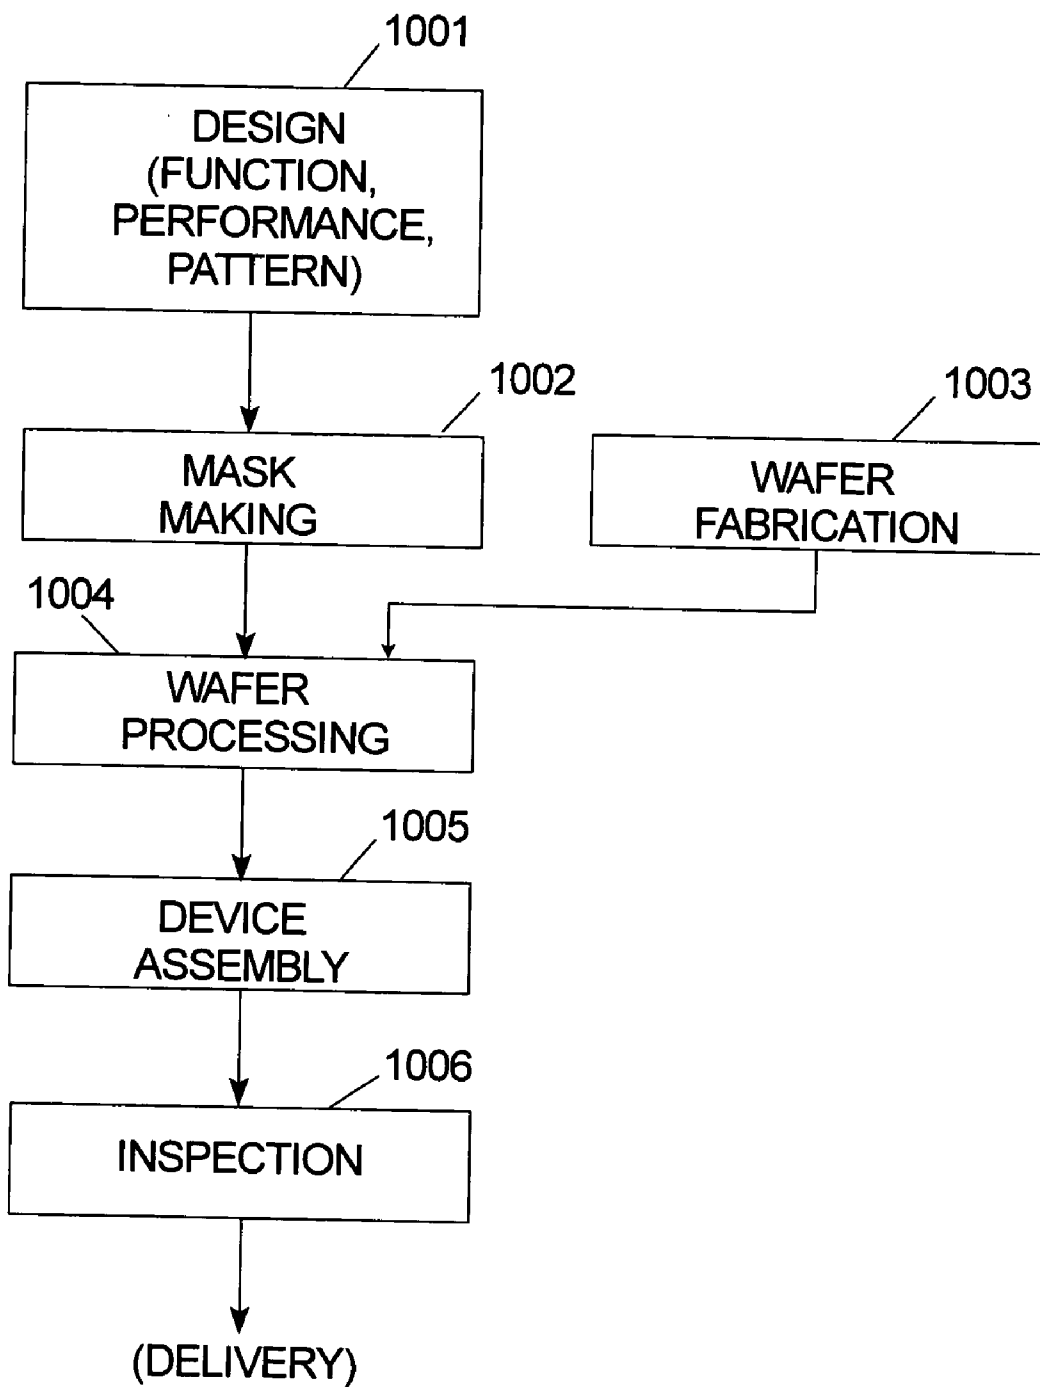 1001
DESIGN
(FUNCTION,
PERFORMANCE,
PATTERN)
1002
MASK
MAKING
1003
WAFER
FABRICATION
1004
WAFER
PROCESSING
1005
DEVICE
ASSEMBLY
1006
INSPECTION
(DELIVERY)